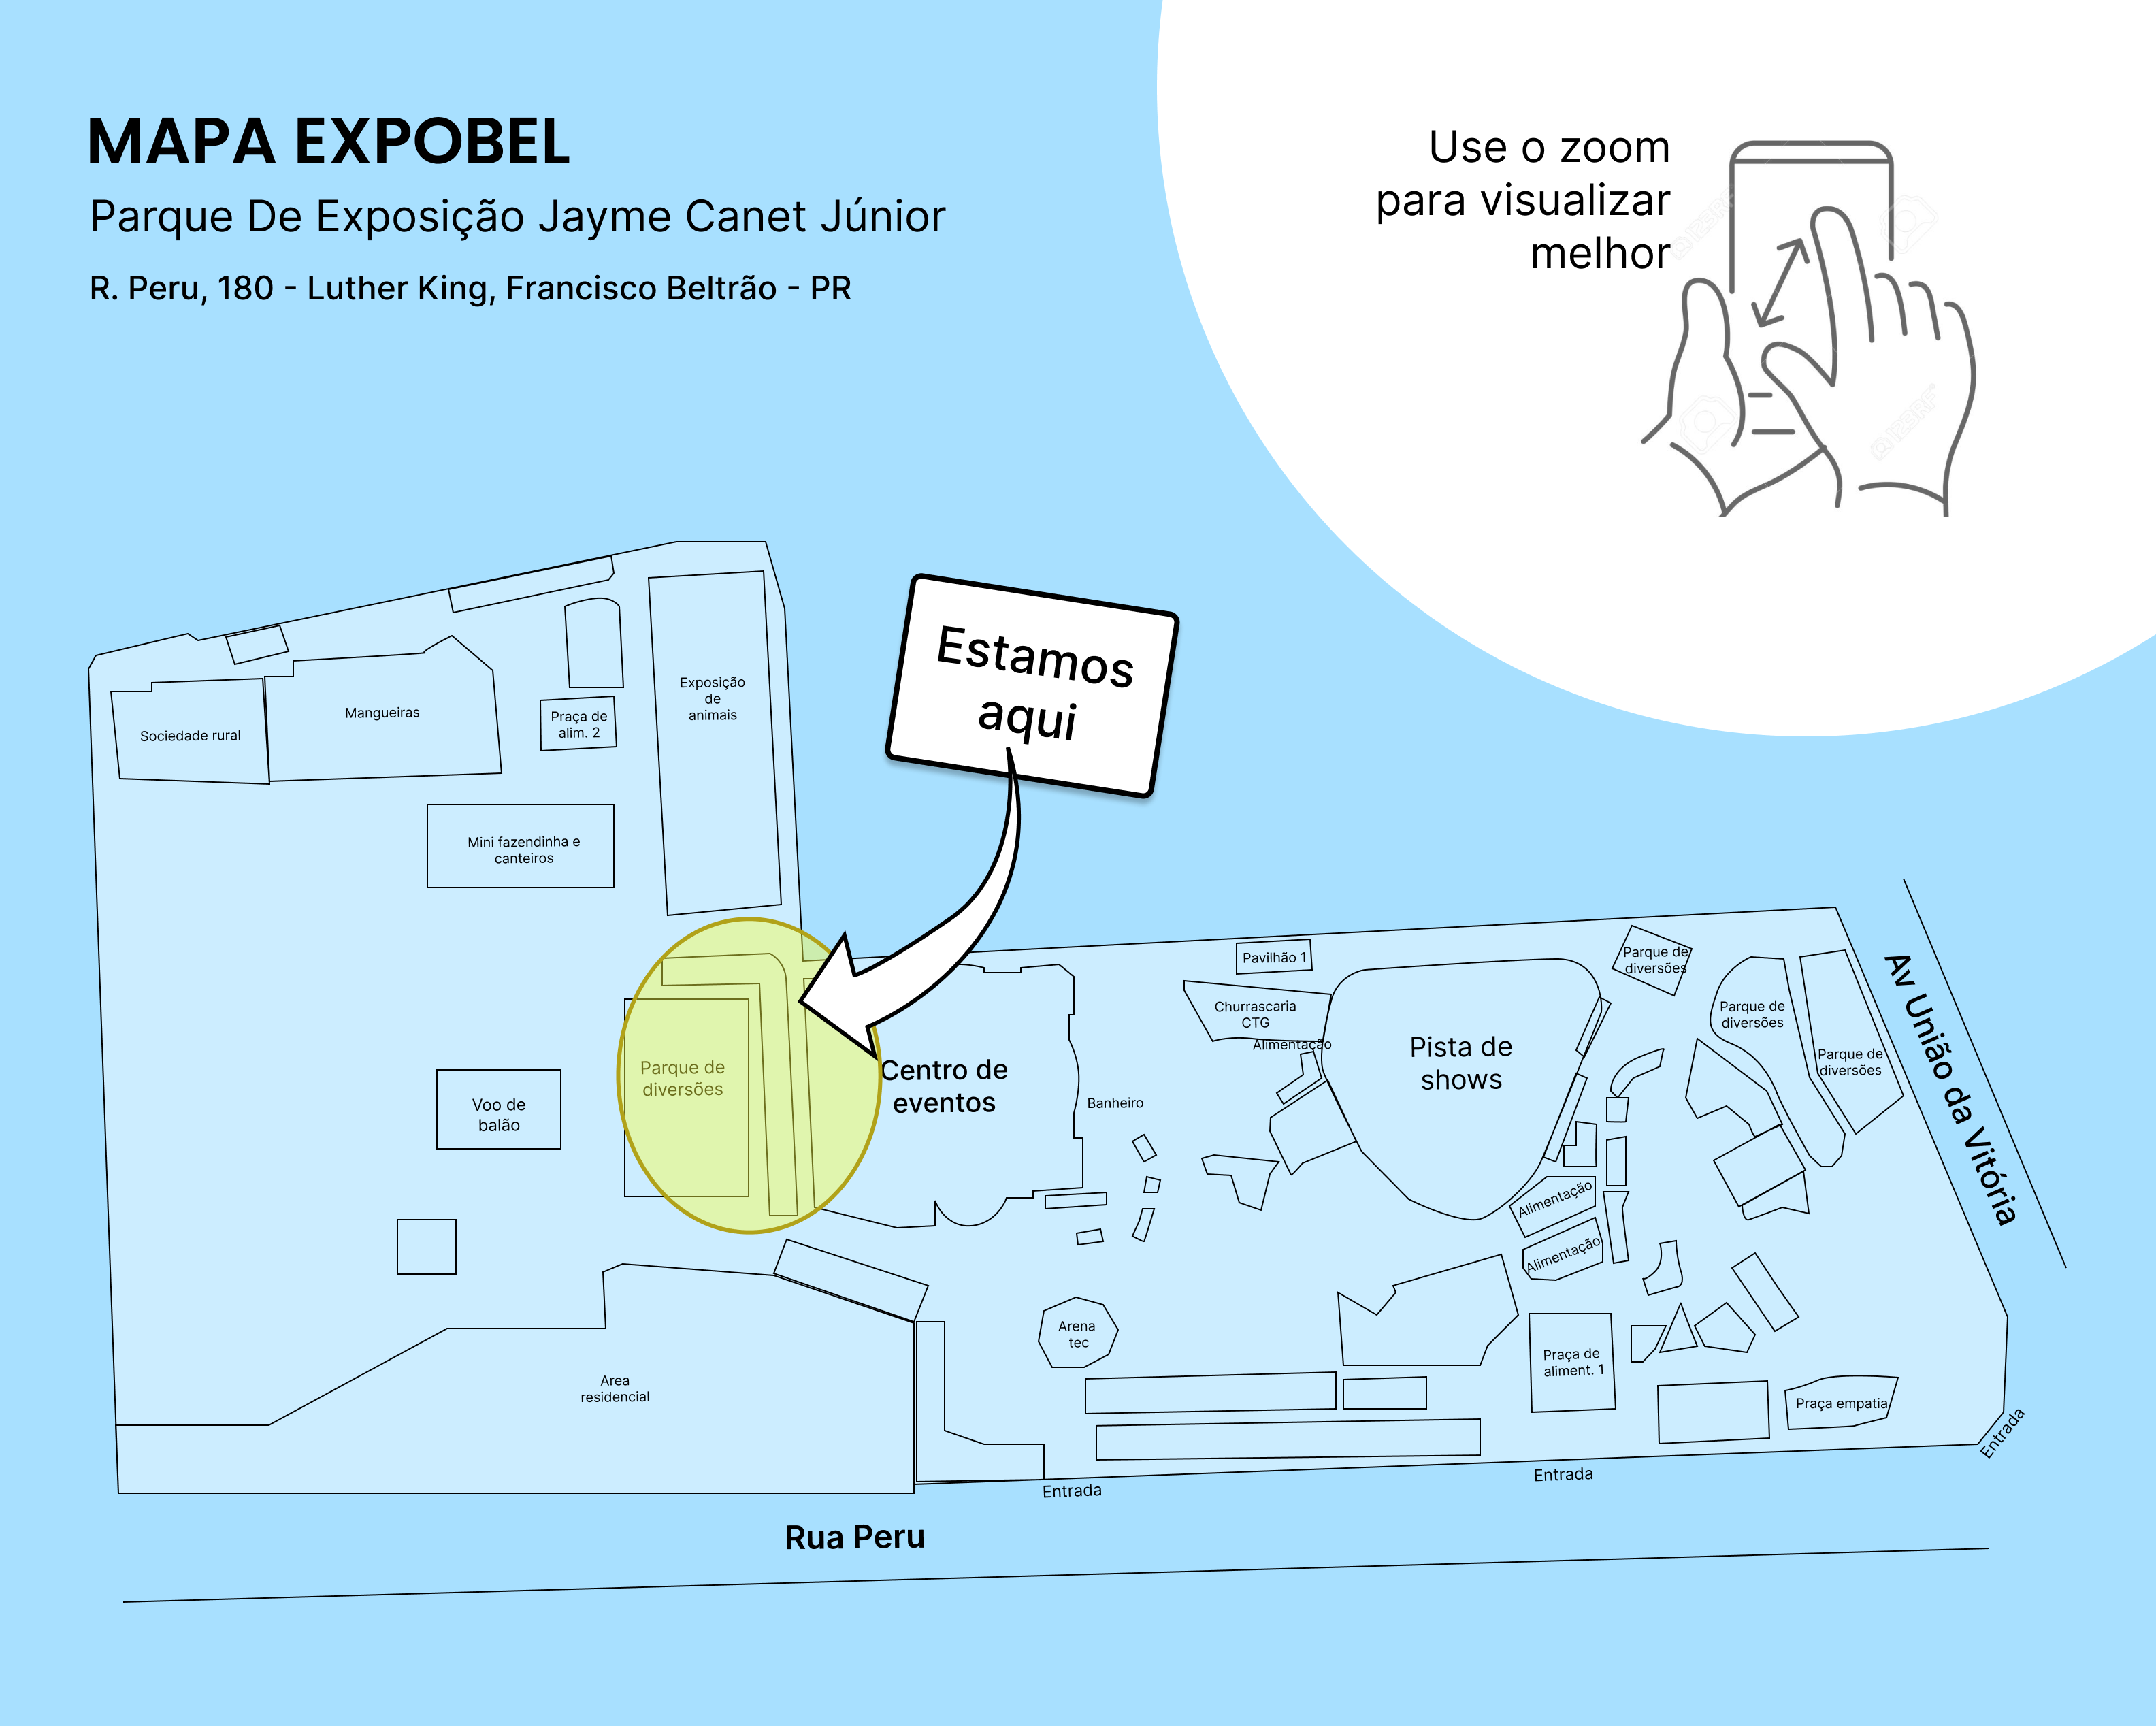 MAPA EXPOBEL
Parque De Exposição Jayme Canet Júnior
R. Peru, 180 - Luther King, Francisco Beltrão - PR
Use o zoom
para visualizar
melhor
123RF
123RF
Estamos
aqui
Exposição
de
animais
Mangueiras
Sociedade rural
Praça de
alim. 2
Mini fazendinha e
canteiros
Parque de
diversões
Voo de
balão
Centro de
eventos
Banheiro
Pavilhão 1
Churrascaria
CTG
Alimentação
Pista de
shows
Parque de
diversões
Parque de
diversões
Parque de
diversões
Av União da Vitória
Alimentação
Alimentação
Arena
tec
Praça de
aliment. 1
Praça empatia
Area
residencial
Entrada
Entrada
Entrada
Rua Peru